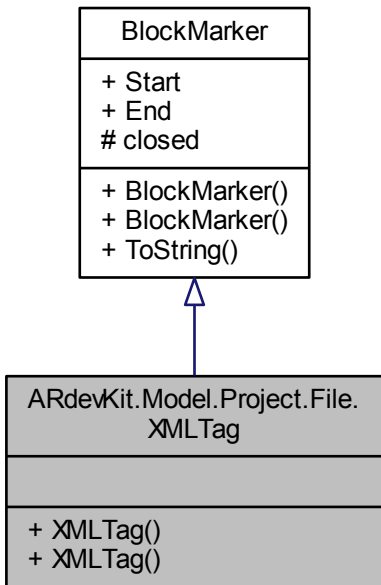 BlockMarker
+ Start
+ End
# closed
+ BlockMarker()
+ BlockMarker()
+ ToString()
ARdevKit.Model.Project.File.
XMLTag
+ XMLTag()
+ XMLTag()